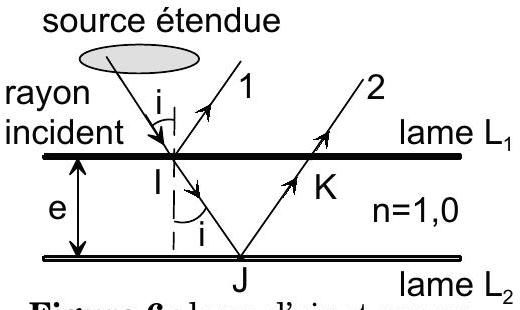 source étendue
rayon
incident
i
1
2
lame L1
I
K
e
i
n=1,0
J
lame L2